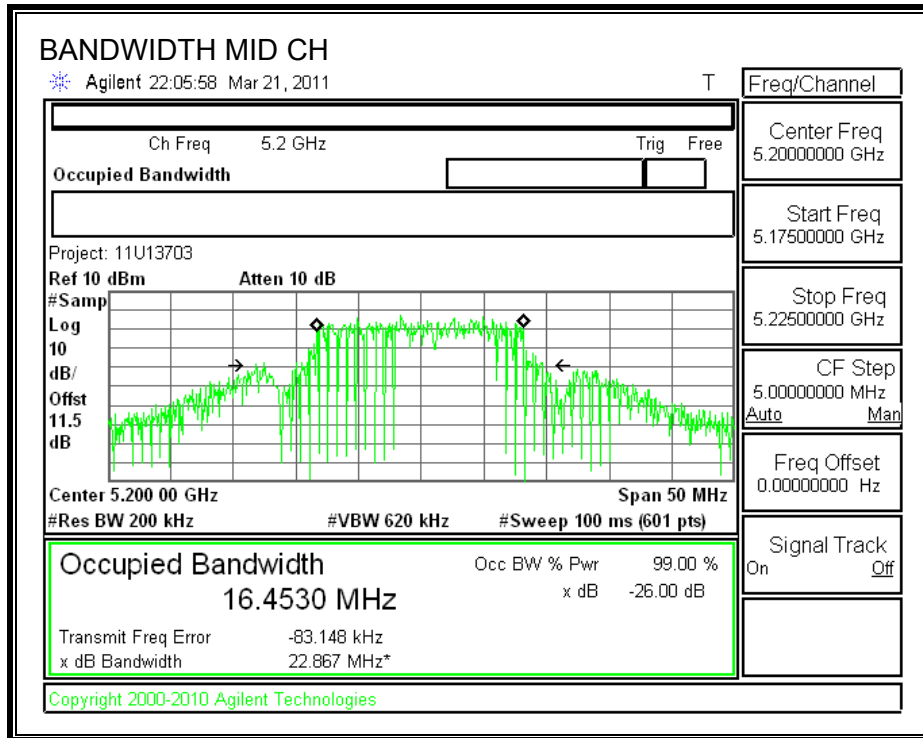 BANDWIDTH MID CH
Agilent 22:05:58 Mar 21, 2011 T
Freq/Channel
Ch Freq 5.2 GHz Trig Free
Occupied Bandwidth
Center Freq
5.20000000 GHz
Start Freq
5.17500000 GHz
Stop Freq
5.22500000 GHz
CF Step
5.00000000 MHz
Auto Man
Freq Offset
0.00000000 Hz
Signal Track
On Off
Project: 11U13703
Ref 10 dBm Atten 10 dB
#Samp
Log
10
dB/
Offst
11.5
dB
Center 5.200 00 GHz Span 50 MHz
#Res BW 200 kHz #VBW 620 kHz #Sweep 100 ms (601 pts)
Occupied Bandwidth Occ BW % Pwr 99.00 %
16.4530 MHz x dB -26.00 dB
Transmit Freq Error -83.148 kHz
x dB Bandwidth 22.867 MHz*
Copyright 2000-2010 Agilent Technologies